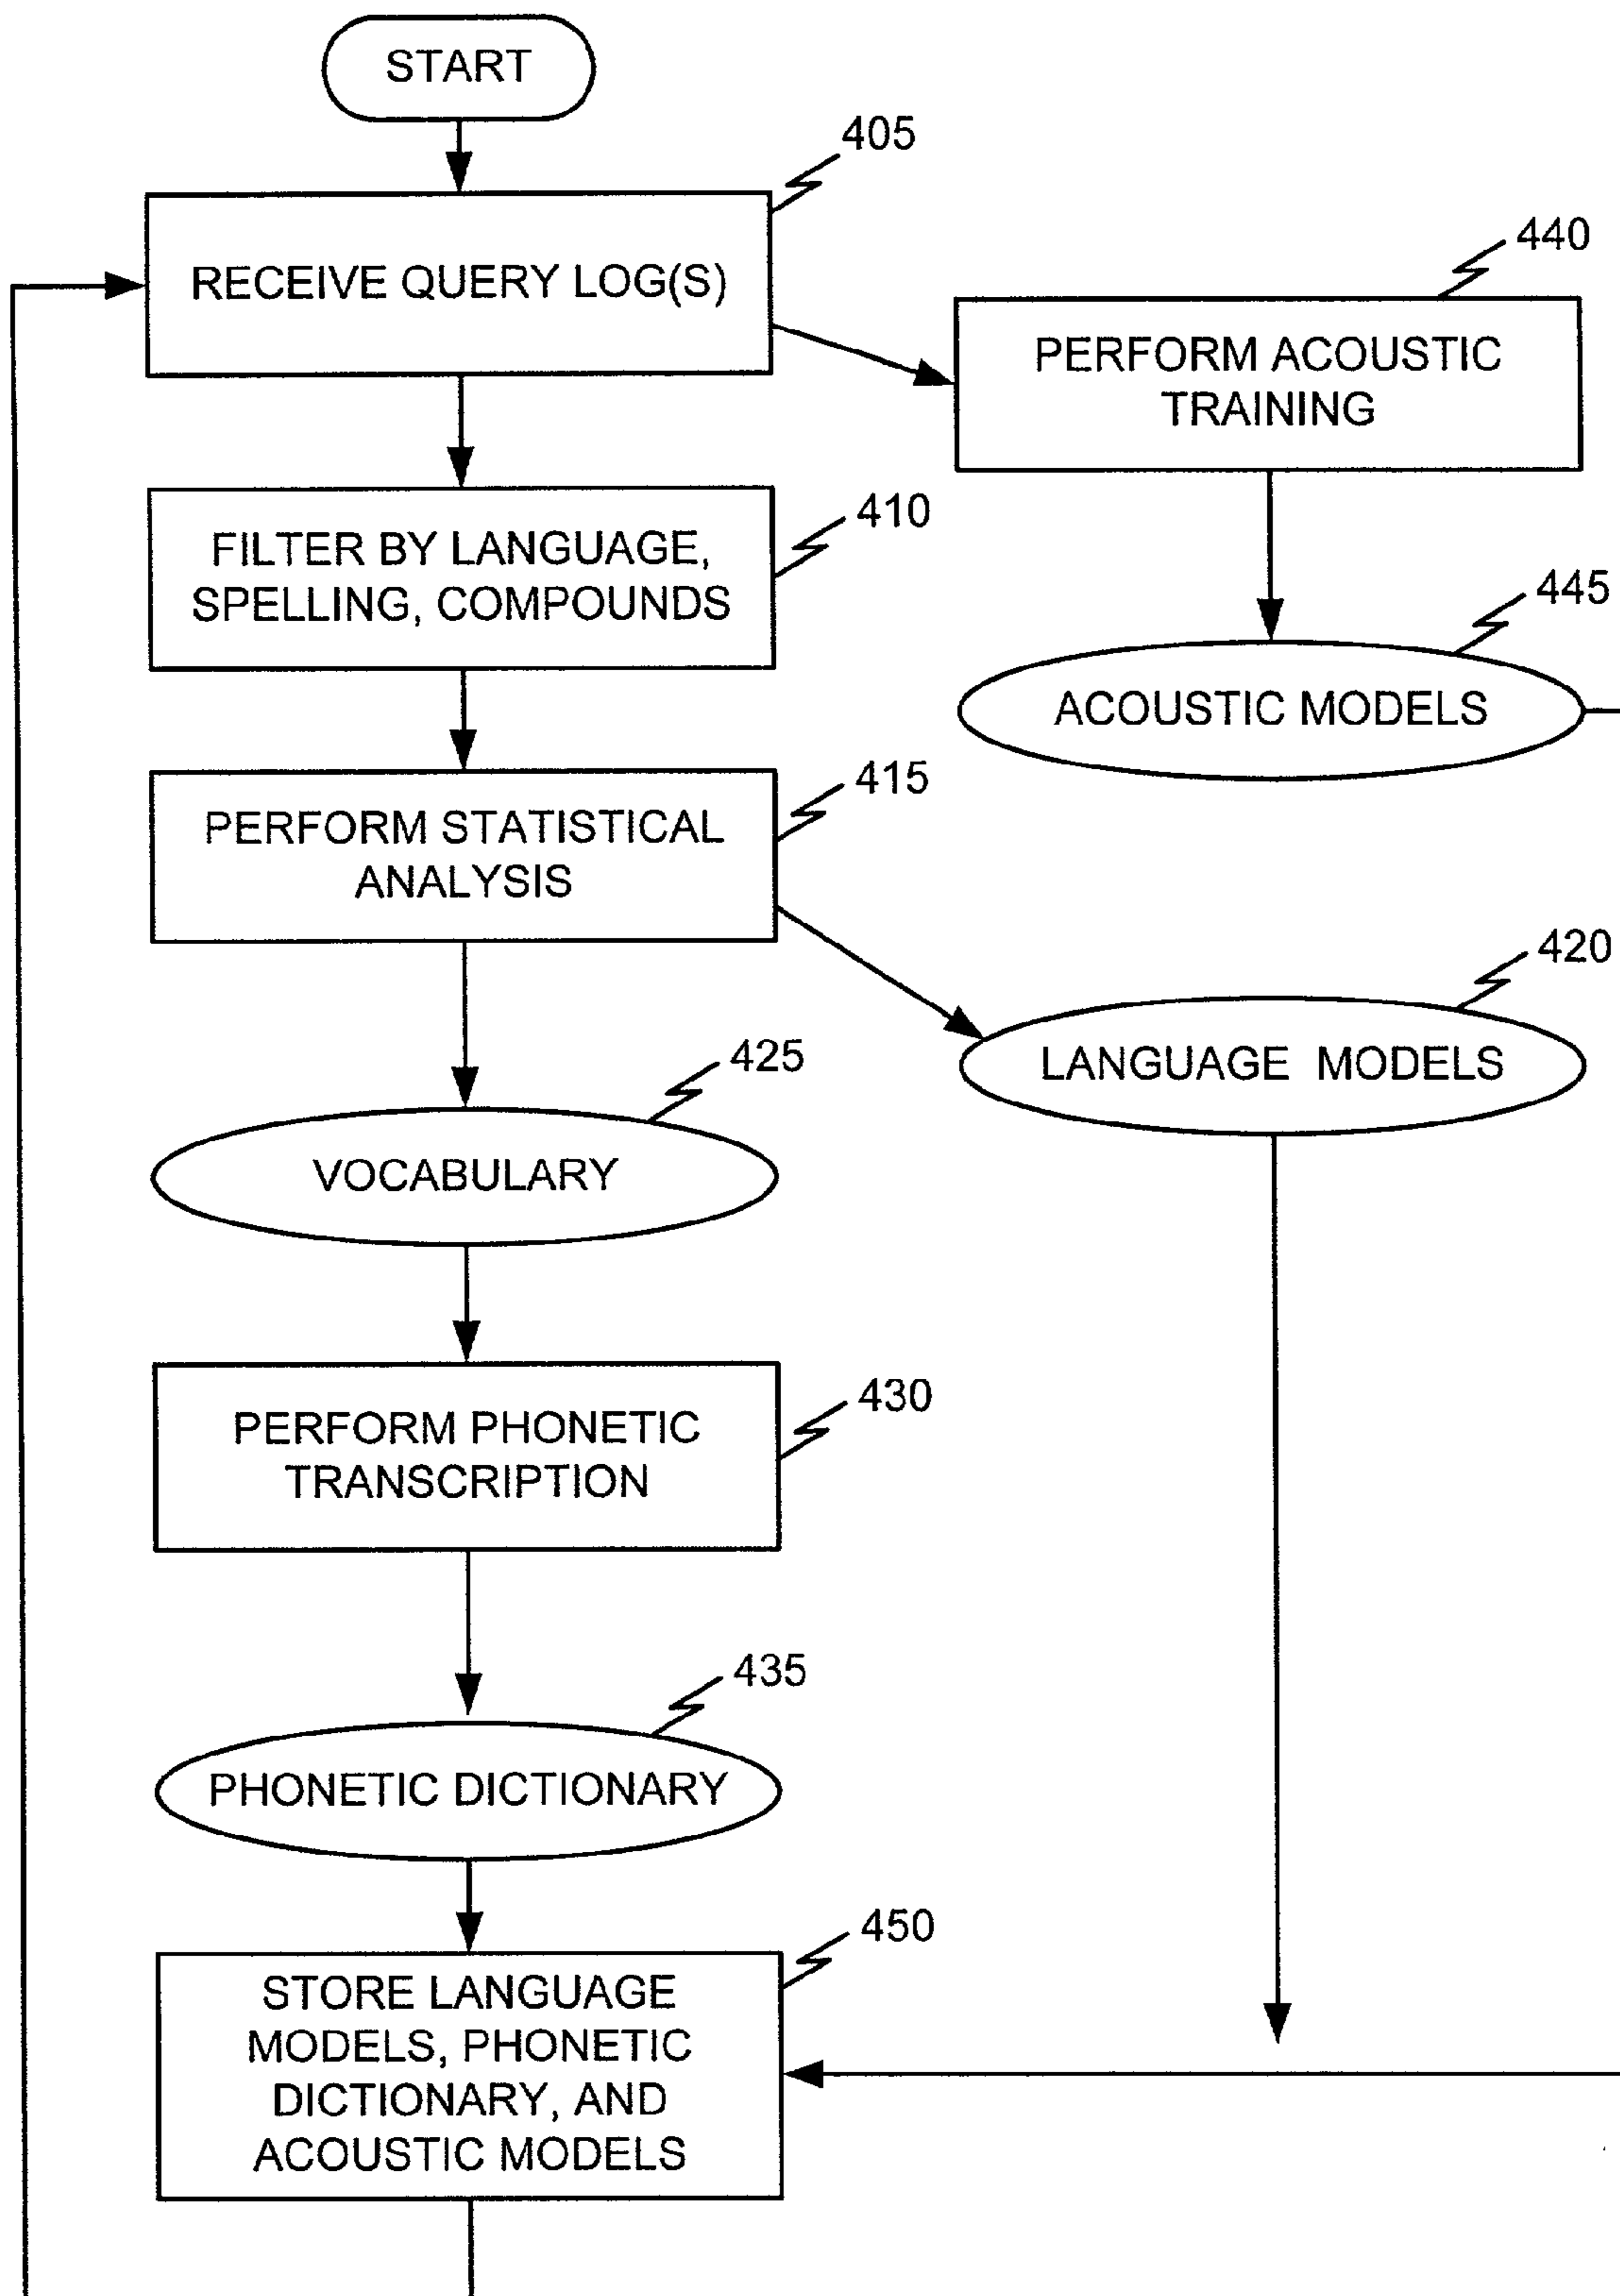 START
405
RECEIVE QUERY LOG(S)
440
PERFORM ACOUSTIC
TRAINING
410
FILTER BY LANGUAGE,
SPELLING, COMPOUNDS
445
ACOUSTIC MODELS
415
PERFORM STATISTICAL
ANALYSIS
420
LANGUAGE MODELS
425
VOCABULARY
430
PERFORM PHONETIC
TRANSCRIPTION
435
PHONETIC DICTIONARY
450
STORE LANGUAGE
MODELS, PHONETIC
DICTIONARY, AND
ACOUSTIC MODELS